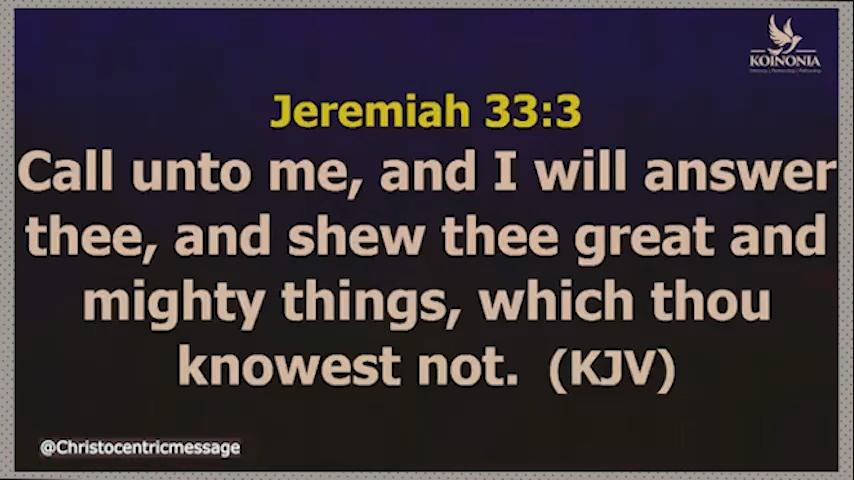 KOINONIA
Jeremiah 33:3
Call unto me, and I will answer
thee, and shew thee great and
mighty things, which thou
knowest not. (KJV)
@Christocentricmessage